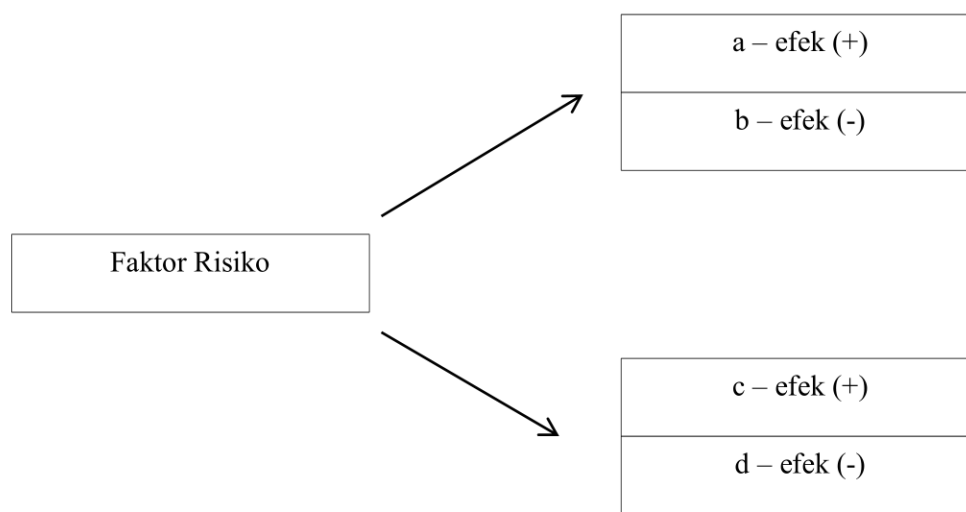 a – efek (+)
b – efek (-)
Faktor Risiko
c – efek (+)
d – efek (-)